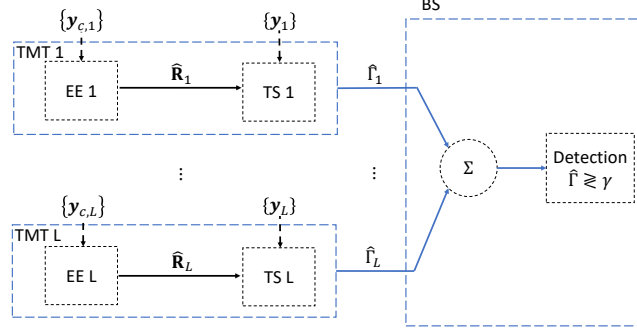 BS
{y_{c,1}} {y_1}
TMT 1
EE 1 R̂_1 TS 1 Γ̂_1
Σ
Detection
Γ̂ ≷ γ
⋮ ⋮
{y_{c,L}} {y_L}
TMT L
EE L R̂_L TS L Γ̂_L